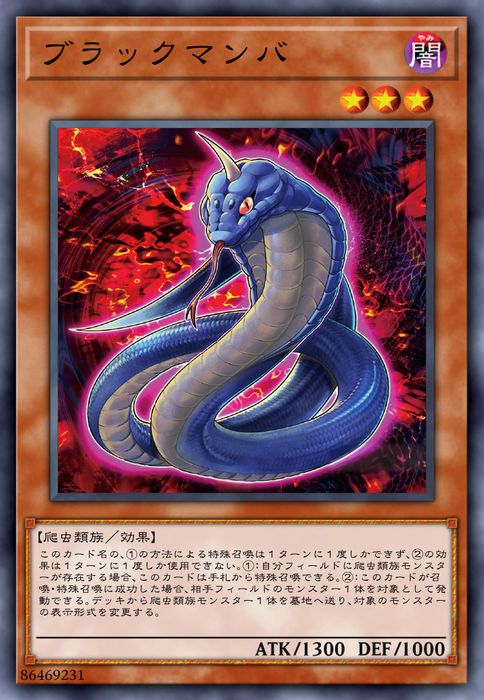 ブラックマンバ
やみ
闇
【爬虫類族／効果】
このカード名の、①の方法による特殊召喚は１ターンに１度しかできず、②の効
果は１ターンに１度しか使用できない。①：自分フィールドに爬虫類族モンスタ
ーが存在する場合、このカードは手札から特殊召喚できる。②：このカードが召
喚・特殊召喚に成功した場合、相手フィールドのモンスター１体を対象として発
動できる。デッキから爬虫類族モンスター１体を墓地へ送り、対象のモンスター
の表示形式を変更する。
ATK/1300 DEF/1000
86469231